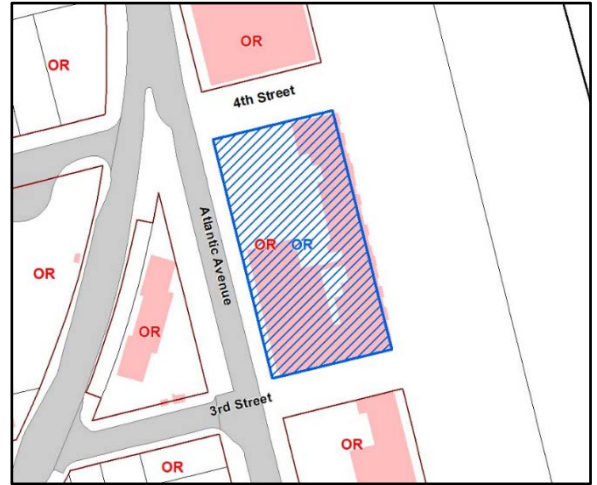 OR
OR
4th Street
Atlantic Avenue
OR OR
OR
OR
3rd Street
OR
OR